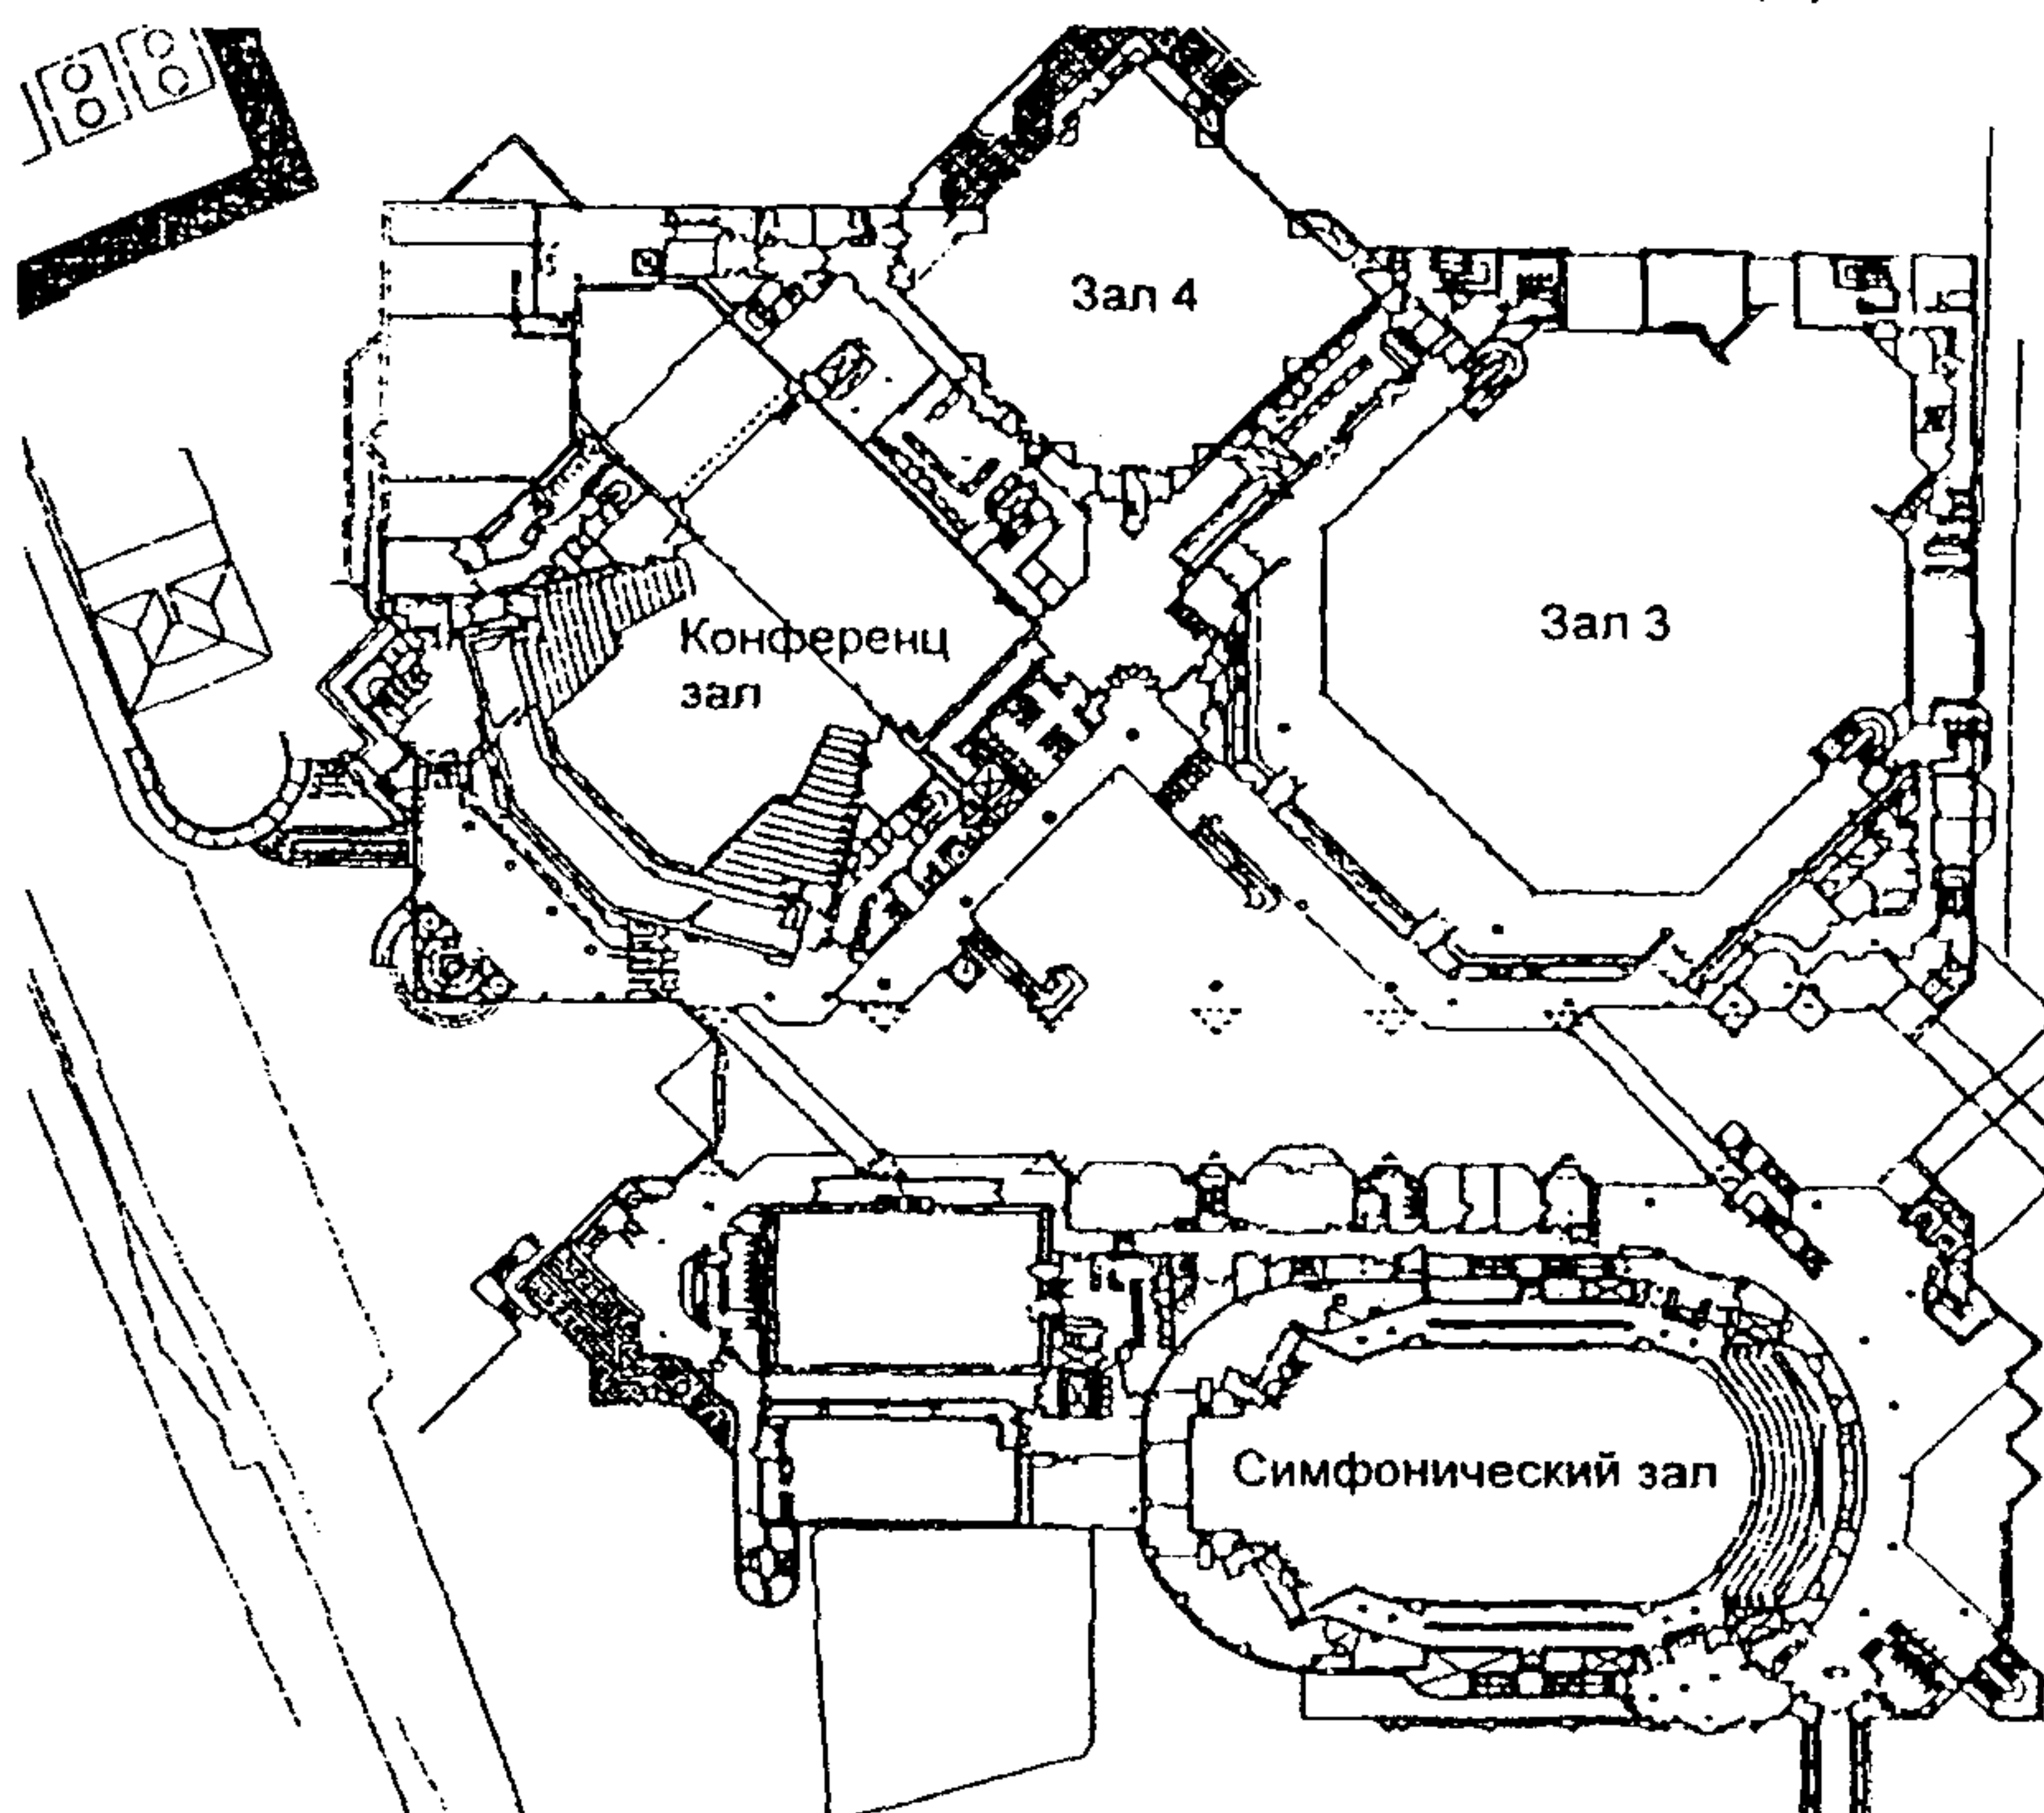 Зал 4
Зал 3
Конференц
зал
Симфонический зал